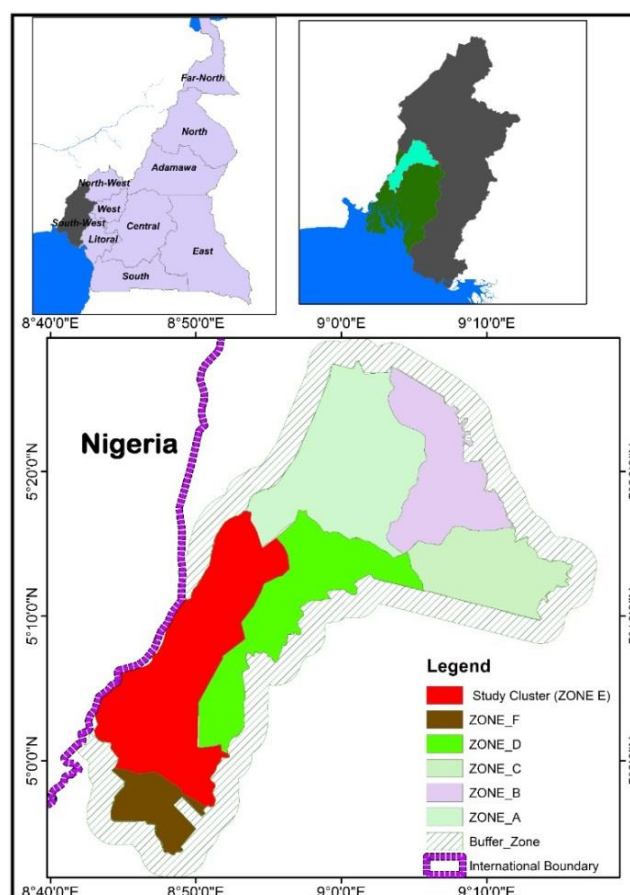 Far-North
North
Adamawa
North-West
West
South-West
Central
Litoral
East
South
8°40'0"E
8°50'0"E
9°0'0"E
9°10'0"E
Nigeria
5°20'0"N
5°10'0"N
5°0'0"N
Legend
Study Cluster (ZONE E)
ZONE_F
ZONE_D
ZONE_C
ZONE_B
ZONE_A
Buffer_Zone
International Boundary
8°40'0"E
8°50'0"E
9°0'0"E
9°10'0"E